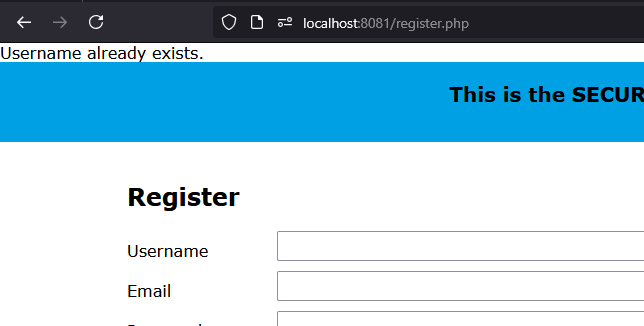 localhost:8081/register.php
Username already exists.
This is the SECUR
Register
Username
Email